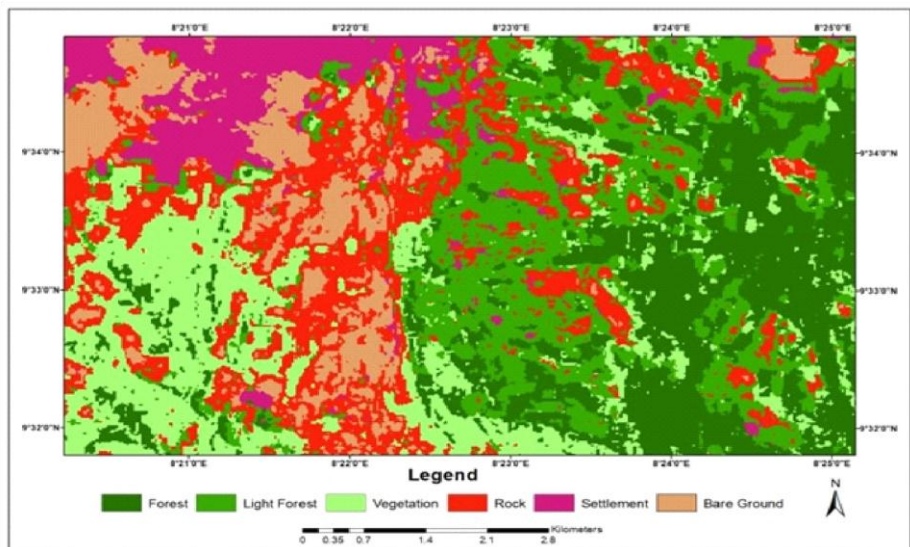 8°21'0"E 8°22'0"E 8°23'0"E 8°24'0"E 8°25'0"E
9°34'0"N 9°34'0"N
9°33'0"N 9°33'0"N
9°32'0"N 9°32'0"N
8°21'0"E 8°22'0"E 8°23'0"E 8°24'0"E 8°25'0"E
Legend
Forest Light Forest Vegetation Rock Settlement Bare Ground
N
Kilometers
0 0.35 0.7 1.4 2.1 2.8